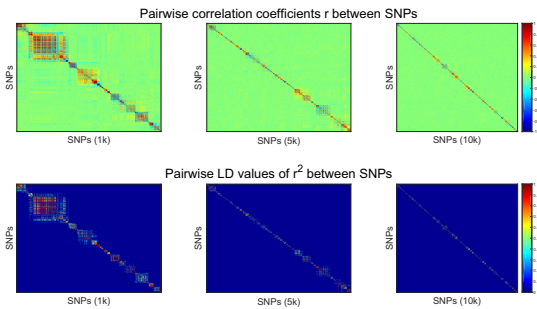 Pairwise correlation coefficients r between SNPs
SNPs
SNPs
SNPs
SNPs (1k)
SNPs (5k)
SNPs (10k)
Pairwise LD values of r² between SNPs
SNPs
SNPs
SNPs
SNPs (1k)
SNPs (5k)
SNPs (10k)